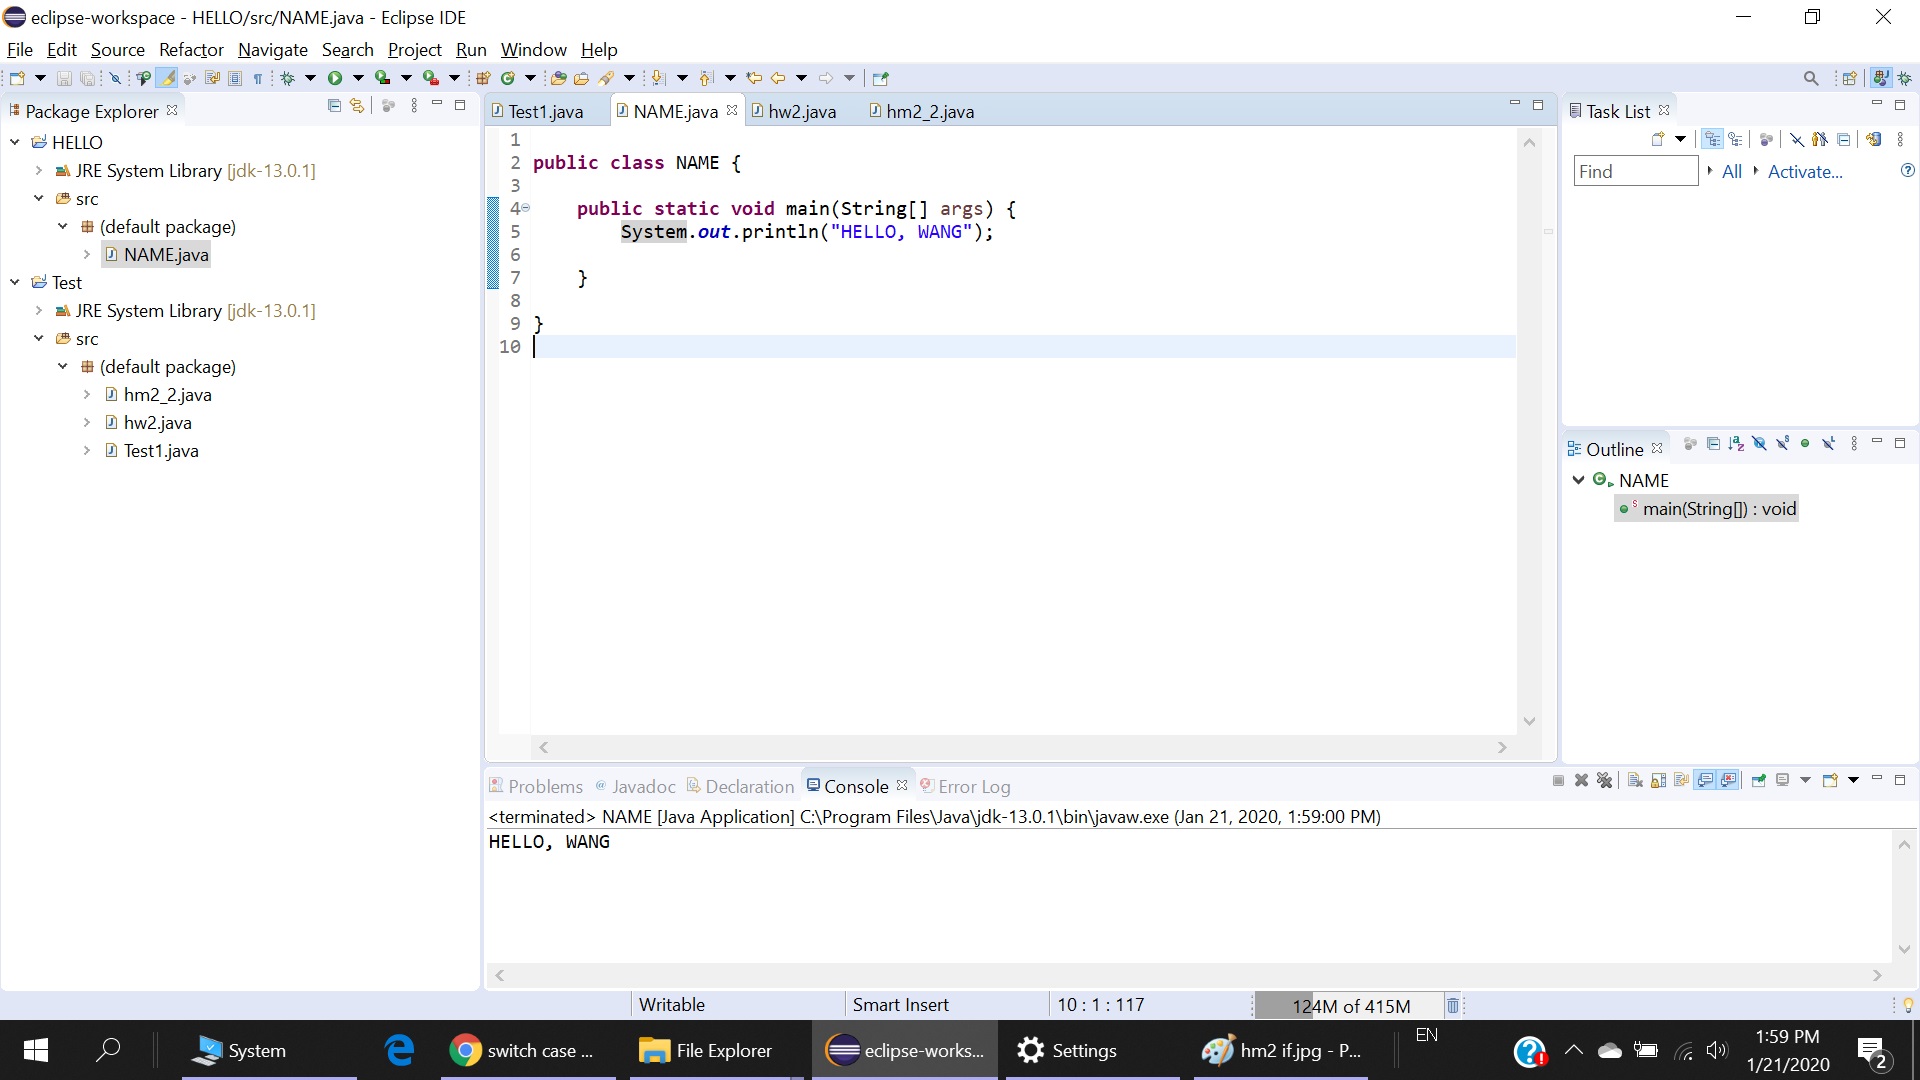 eclipse-workspace - HELLO/src/NAME.java - Eclipse IDE
File Edit Source Refactor Navigate Search Project Run Window Help
Package Explorer
HELLO
JRE System Library [jdk-13.0.1]
src
(default package)
NAME.java
Test
JRE System Library [jdk-13.0.1]
src
(default package)
hm2_2.java
hw2.java
Test1.java
Test1.java NAME.java hw2.java hm2_2.java
1
2 public class NAME {
3
4 public static void main(String[] args) {
5 System.out.println("HELLO, WANG");
6
7 }
8
9 }
10
Task List
Find All Activate...
Outline
NAME
main(String[]) : void
Problems Javadoc Declaration Console Error Log
<terminated> NAME [Java Application] C:\Program Files\Java\jdk-13.0.1\bin\javaw.exe (Jan 21, 2020, 1:59:00 PM)
HELLO, WANG
Writable Smart Insert 10 : 1 : 117 124M of 415M
System switch case ... File Explorer eclipse-works... Settings hm2 if.jpg - P... EN
1:59 PM
1/21/2020
2